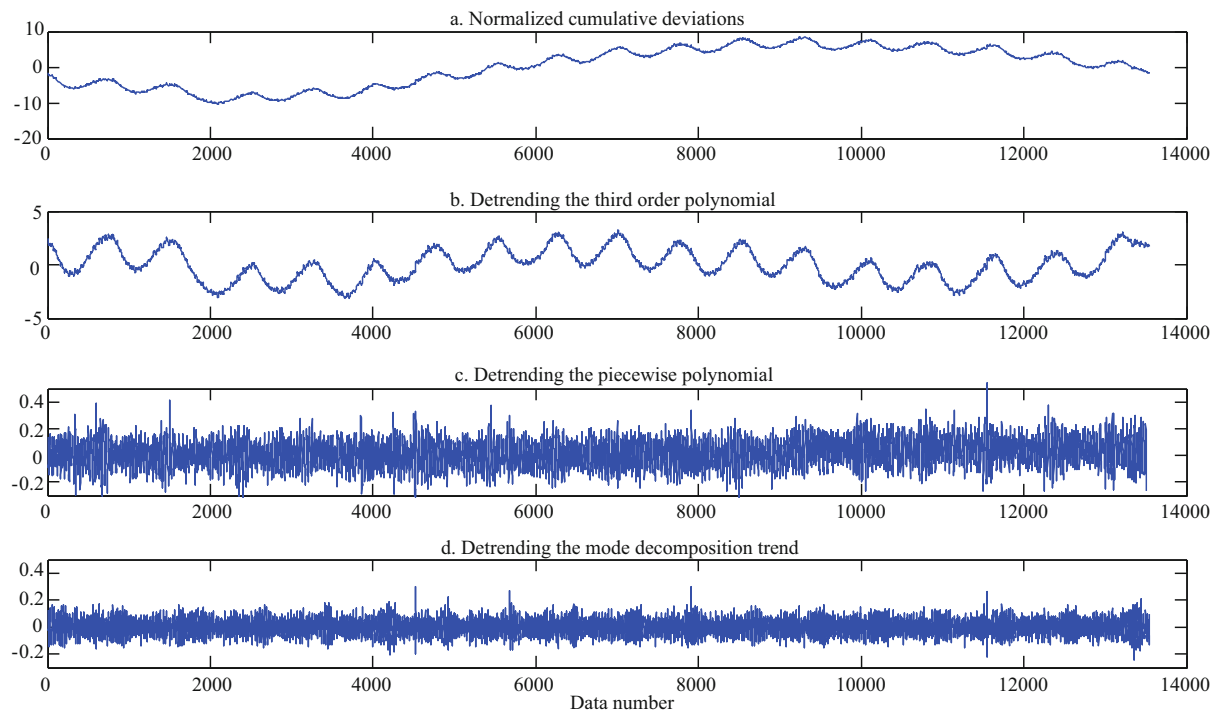 a. Normalized cumulative deviations
10
0
-10
-20
0 2000 4000 6000 8000 10000 12000 14000
b. Detrending the third order polynomial
5
0
-5
0 2000 4000 6000 8000 10000 12000 14000
c. Detrending the piecewise polynomial
0.4
0.2
0
-0.2
0 2000 4000 6000 8000 10000 12000 14000
d. Detrending the mode decomposition trend
0.4
0.2
0
-0.2
0 2000 4000 6000 8000 10000 12000 14000
Data number